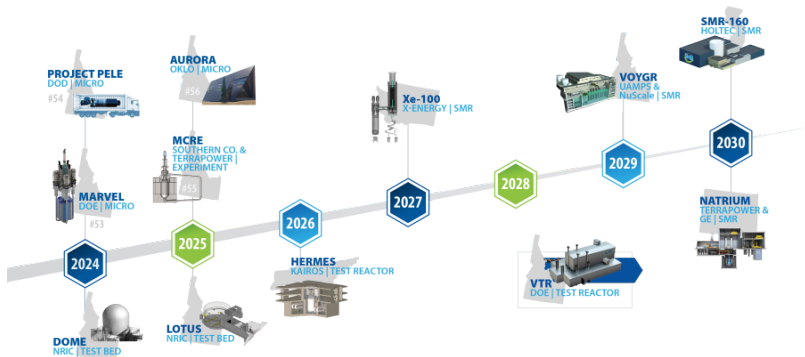 PROJECT PELE
DOD | MICRO
#54
MARVEL
DOE | MICRO
#53
2024
DOME
NRIC | TEST BED
AURORA
OKLO | MICRO
#56
MCRE
SOUTHERN CO. &
TERRAPOWER |
EXPERIMENT
#55
2025
LOTUS
NRIC | TEST BED
2026
HERMES
KAIROS | TEST REACTOR
Xe-100
X-ENERGY | SMR
2027
2028
VTR
DOE | TEST REACTOR
VOYGR
UAMPS &
NuScale | SMR
2029
SMR-160
HOLTEC | SMR
2030
NATRIUM
TERRAPOWER &
GE | SMR